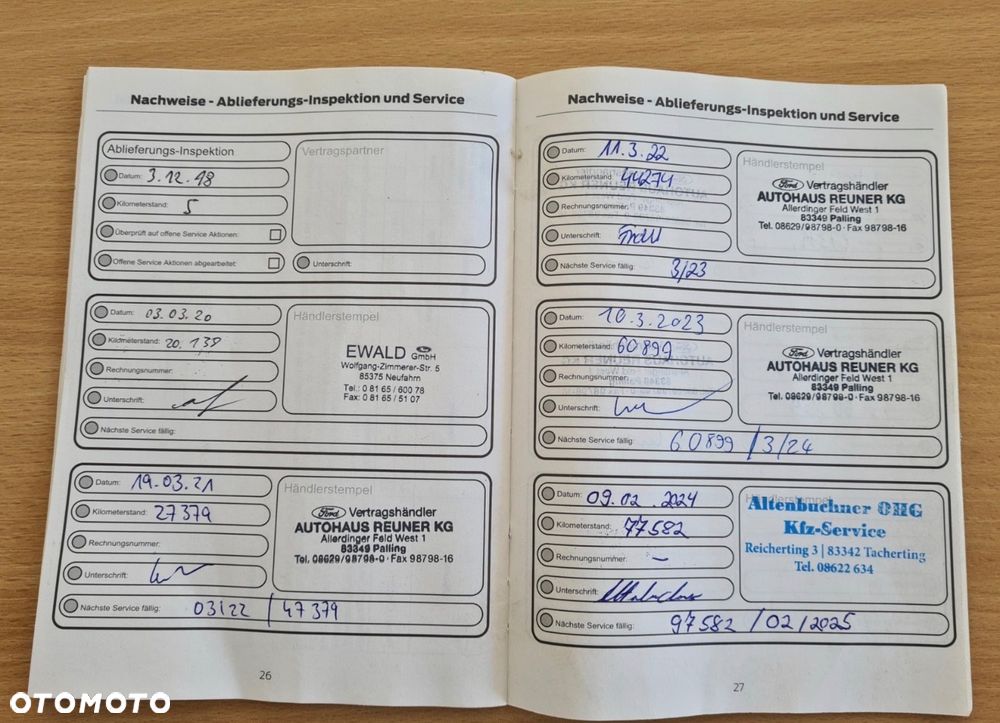 Nachweise - Ablieferungs-Inspektion und Service
Ablieferungs-Inspektion
Datum: 3.12.18
Kilometerstand: 5
Überprüft auf offene Service Aktionen:
Offene Service Aktionen abgearbeitet:
Vertragspartner
Unterschrift:
Datum: 03.03.20
Kilometerstand: 20.138
Rechnungsnummer:
Unterschrift:
Nächste Service fällig:
Händlerstempel
EWALD GmbH
Wolfgang-Zimmerer-Str. 5
85375 Neufahrn
Tel.: 0 81 65 / 600 78
Fax: 0 81 65 / 51 07
Datum: 19.03.21
Kilometerstand: 27379
Rechnungsnummer:
Unterschrift:
Nächste Service fällig: 03/22 / 47379
Händlerstempel
Ford Vertragshändler
AUTOHAUS REUNER KG
Allerdinger Feld West 1
83349 Palling
Tel. 08629/98798-0 · Fax 98798-16
26
Nachweise - Ablieferungs-Inspektion und Service
Datum: 11.3.22
Kilometerstand: 44274
Rechnungsnummer:
Unterschrift:
Nächste Service fällig: 3/23
Händlerstempel
Ford Vertragshändler
AUTOHAUS REUNER KG
Allerdinger Feld West 1
83349 Palling
Tel. 08629/98798-0 · Fax 98798-16
Datum: 10.3.2023
Kilometerstand: 60899
Rechnungsnummer:
Unterschrift:
Nächste Service fällig: 60899 / 3/24
Händlerstempel
Ford Vertragshändler
AUTOHAUS REUNER KG
Allerdinger Feld West 1
83349 Palling
Tel. 08629/98798-0 · Fax 98798-16
Datum: 09.02.2024
Kilometerstand: 77582
Rechnungsnummer: –
Unterschrift:
Nächste Service fällig: 97582 / 02/2025
Händlerstempel
Altenbuchner OHG
Kfz-Service
Reicherting 3 | 83342 Tacherting
Tel. 08622 634
27
OTOMOTO